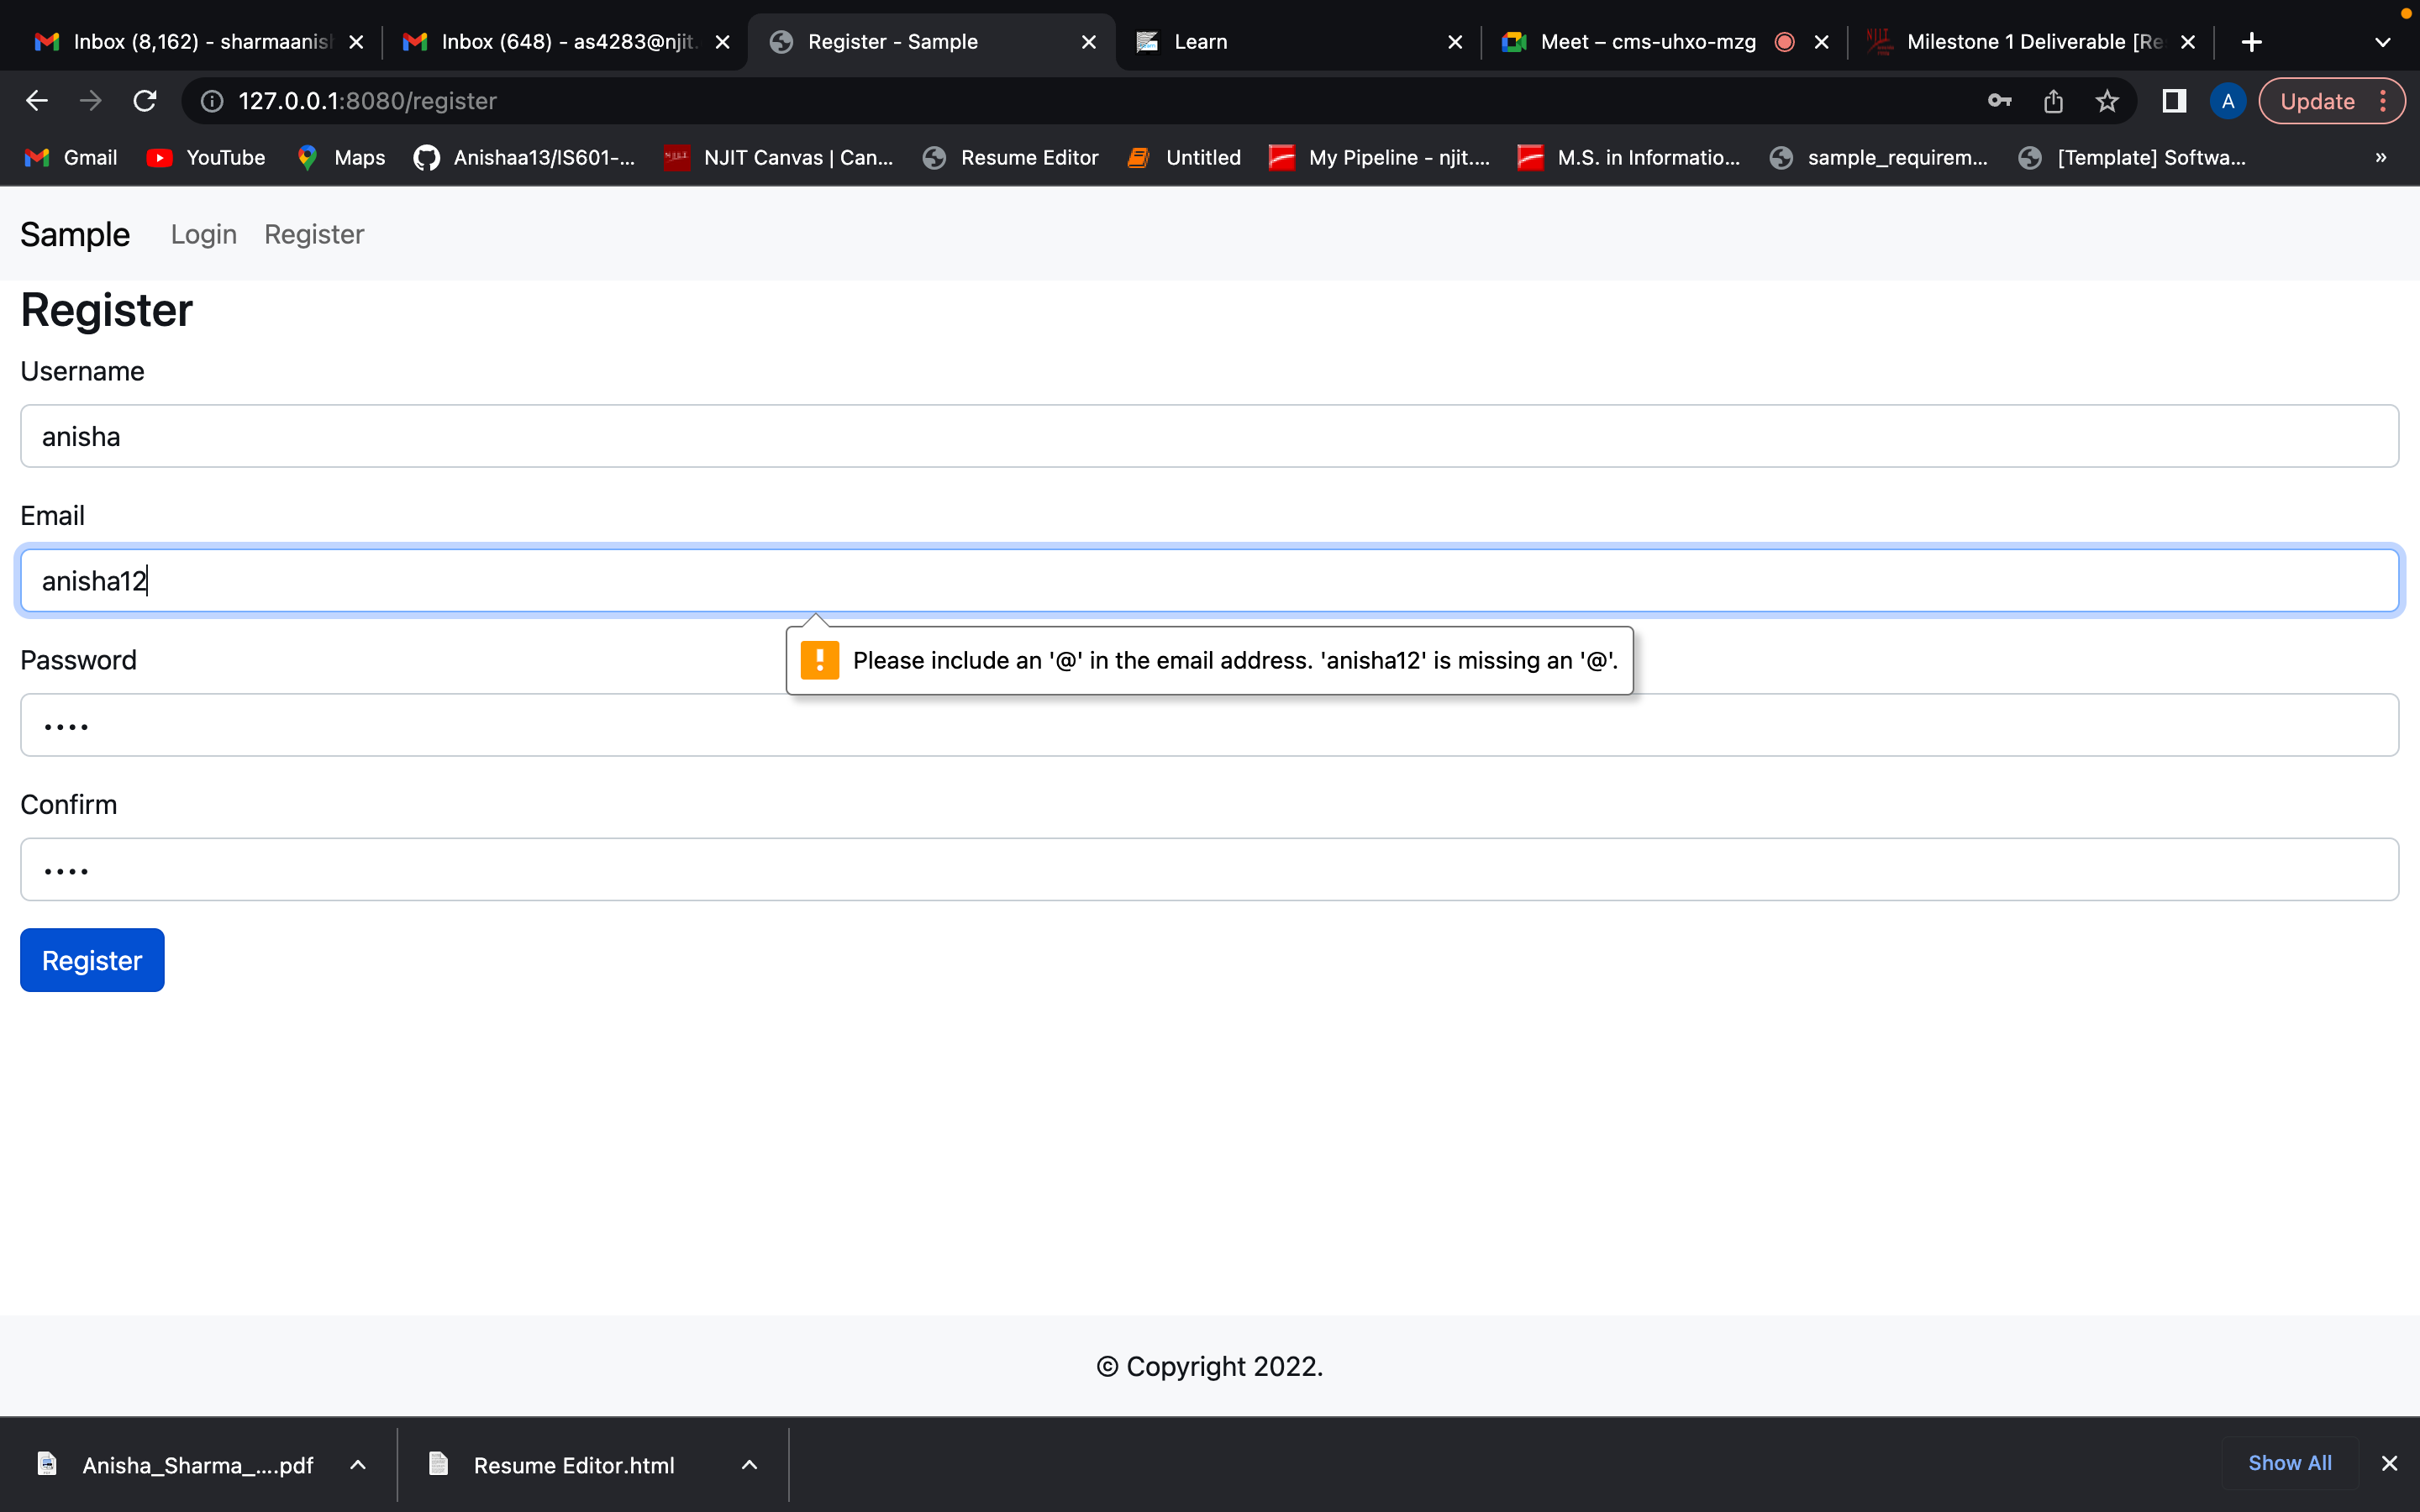 Inbox (8,162) - sharmaanish
Inbox (648) - as4283@njit.
Register - Sample
Learn
Meet – cms-uhxo-mzg
Milestone 1 Deliverable [Re
127.0.0.1:8080/register
A
Update
Gmail
YouTube
Maps
Anishaa13/IS601-...
NJIT Canvas | Can...
Resume Editor
Untitled
My Pipeline - njit....
M.S. in Informatio...
sample_requirem...
[Template] Softwa...
»
Sample
Login
Register
Register
Username
anisha
Email
anisha12
Please include an '@' in the email address. 'anisha12' is missing an '@'.
Password
••••
Confirm
••••
Register
© Copyright 2022.
Anisha_Sharma_....pdf
Resume Editor.html
Show All